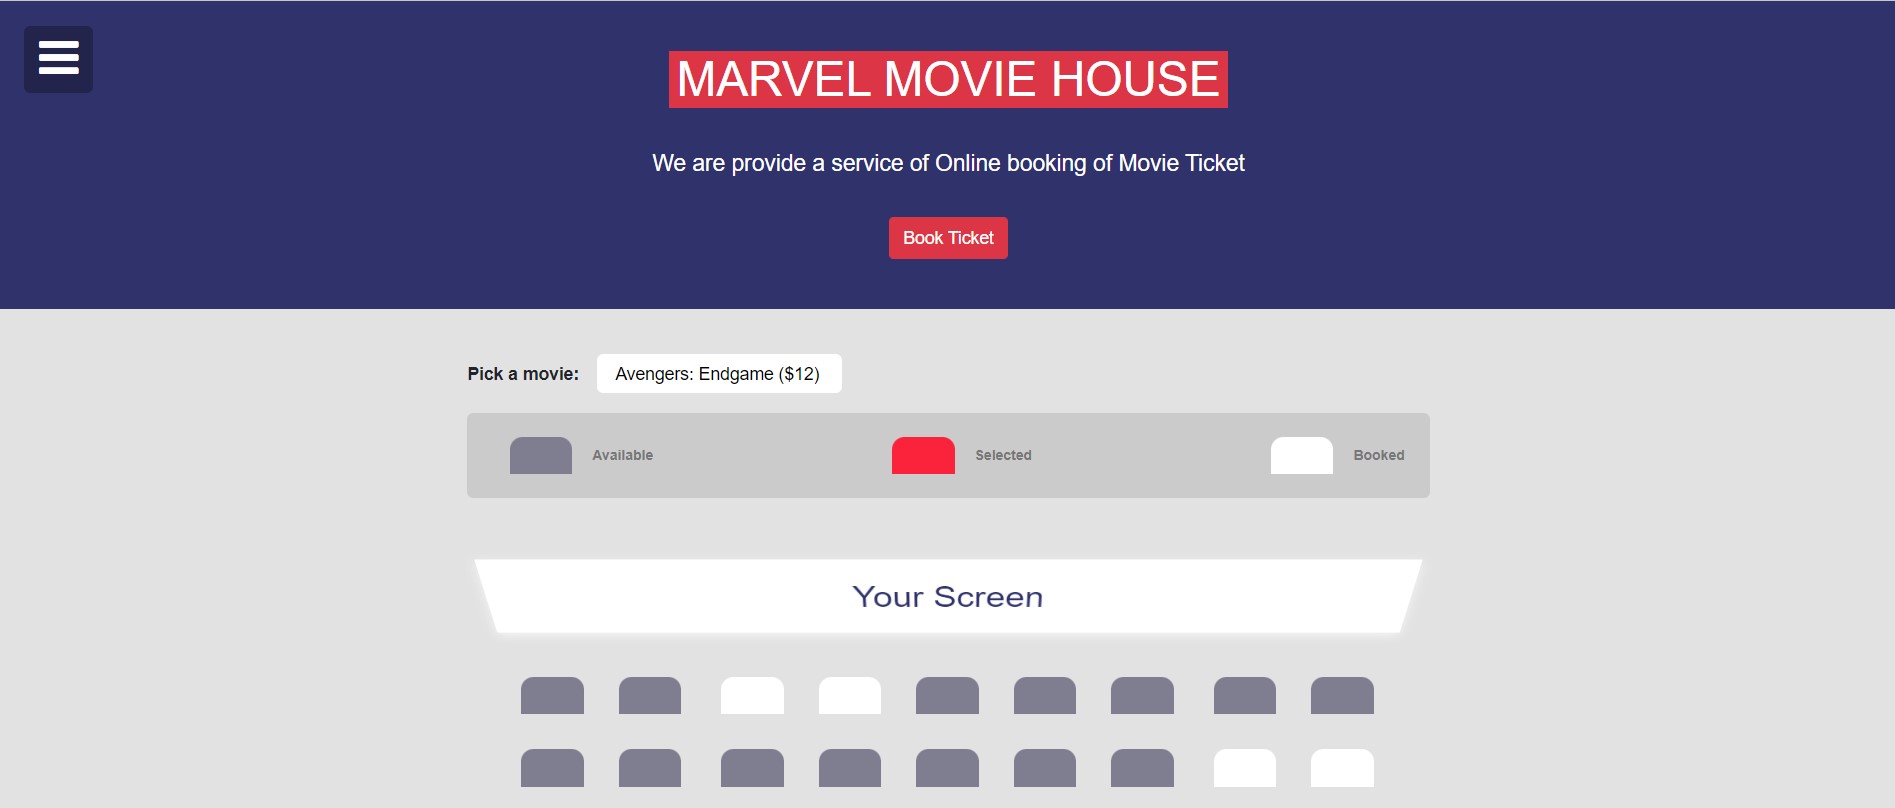 MARVEL MOVIE HOUSE
We are provide a service of Online booking of Movie Ticket
Book Ticket
Pick a movie: Avengers: Endgame ($12)
Available Selected Booked
Your Screen